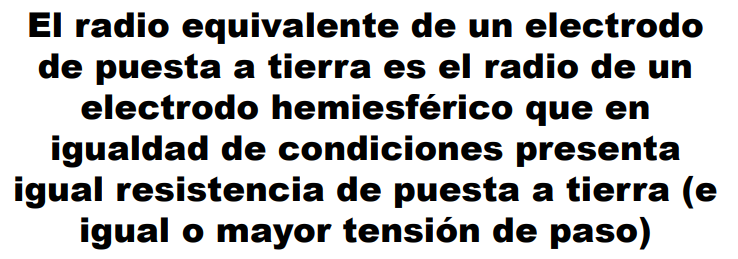 El radio equivalente de un electrodo
de puesta a tierra es el radio de un
electrodo hemiesférico que en
igualdad de condiciones presenta
igual resistencia de puesta a tierra (e
igual o mayor tensión de paso)